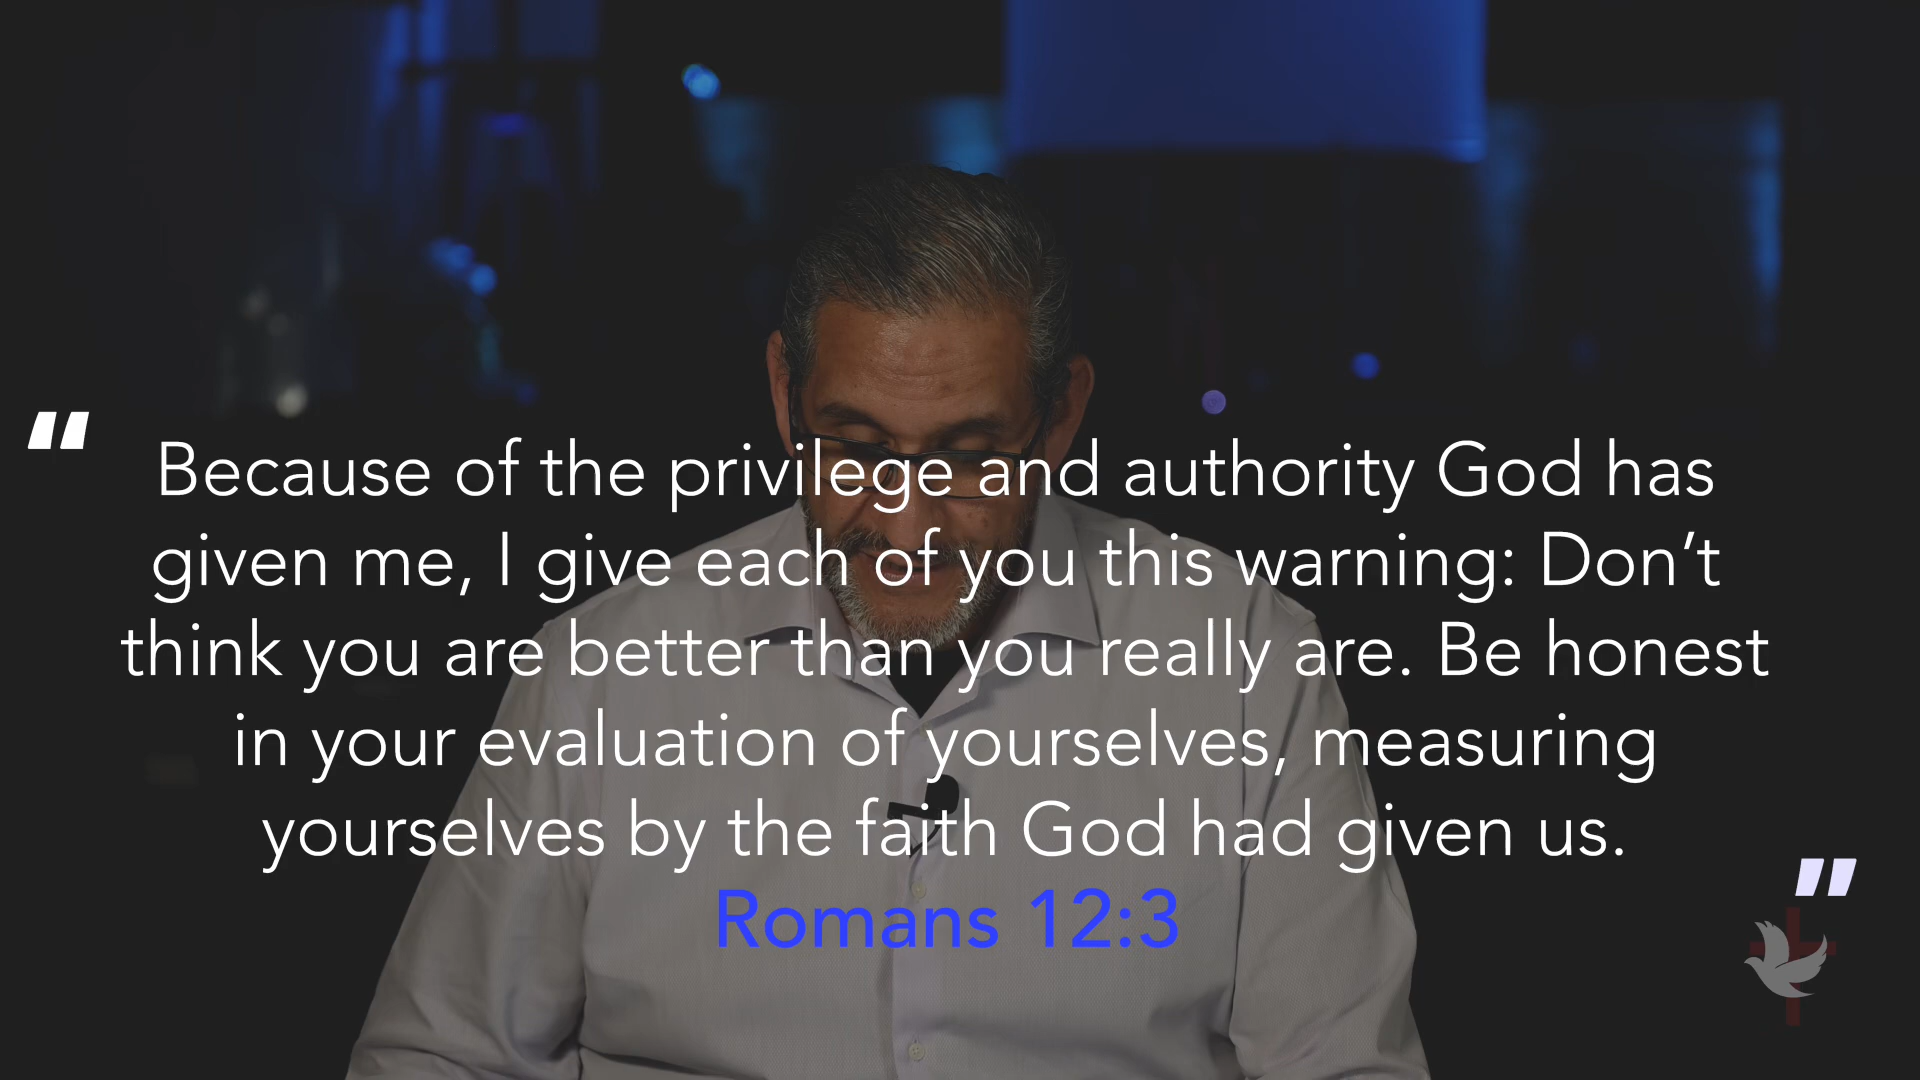 “ Because of the privilege and authority God has
given me, I give each of you this warning: Don’t
think you are better than you really are. Be honest
in your evaluation of yourselves, measuring
yourselves by the faith God had given us. ”
Romans 12:3